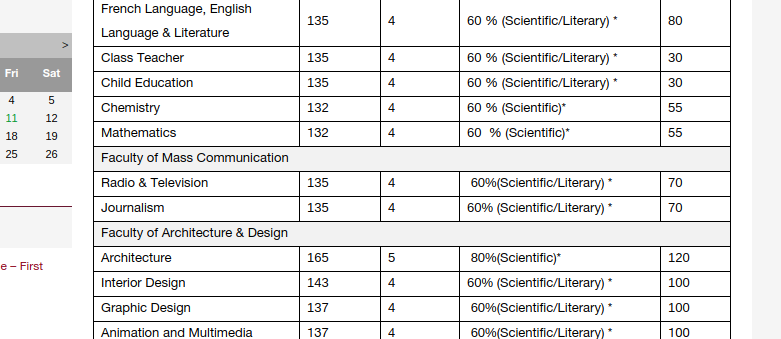 French Language, English
Language & Literature 135 4 60 % (Scientific/Literary) * 80
>
Class Teacher 135 4 60 % (Scientific/Literary) * 30
Fri Sat
Child Education 135 4 60 % (Scientific/Literary) * 30
4 5
Chemistry 132 4 60 % (Scientific)* 55
11 12
Mathematics 132 4 60 % (Scientific)* 55
18 19
25 26
Faculty of Mass Communication
Radio & Television 135 4 60%(Scientific/Literary) * 70
Journalism 135 4 60% (Scientific/Literary) * 70
Faculty of Architecture & Design
Architecture 165 5 80%(Scientific)* 120
e – First
Interior Design 143 4 60% (Scientific/Literary) * 100
Graphic Design 137 4 60%(Scientific/Literary) * 100
Animation and Multimedia 137 4 60%(Scientific/Literary) * 100